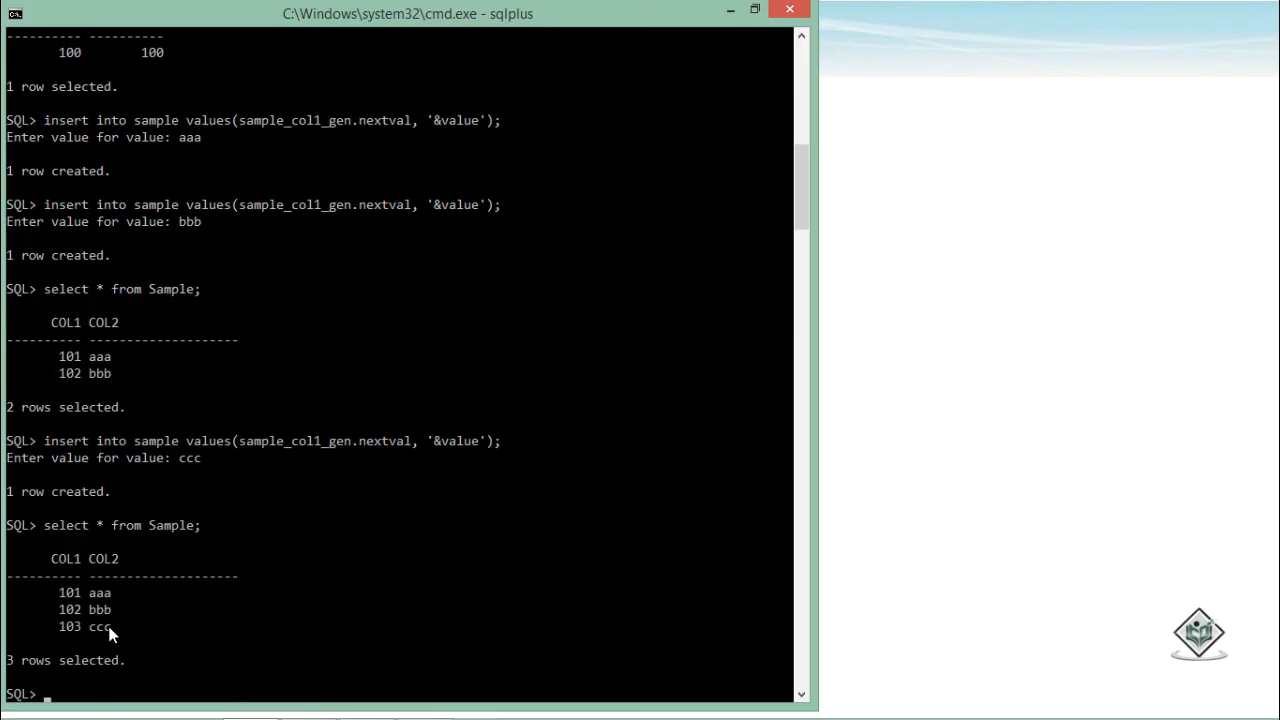 C:\Windows\system32\cmd.exe - sqlplus
---------- ----------
100 100
1 row selected.
SQL> insert into sample values(sample_col1_gen.nextval, '&value');
Enter value for value: aaa
1 row created.
SQL> insert into sample values(sample_col1_gen.nextval, '&value');
Enter value for value: bbb
1 row created.
SQL> select * from Sample;
COL1 COL2
---------- --------------------
101 aaa
102 bbb
2 rows selected.
SQL> insert into sample values(sample_col1_gen.nextval, '&value');
Enter value for value: ccc
1 row created.
SQL> select * from Sample;
COL1 COL2
---------- --------------------
101 aaa
102 bbb
103 ccc
3 rows selected.
SQL>